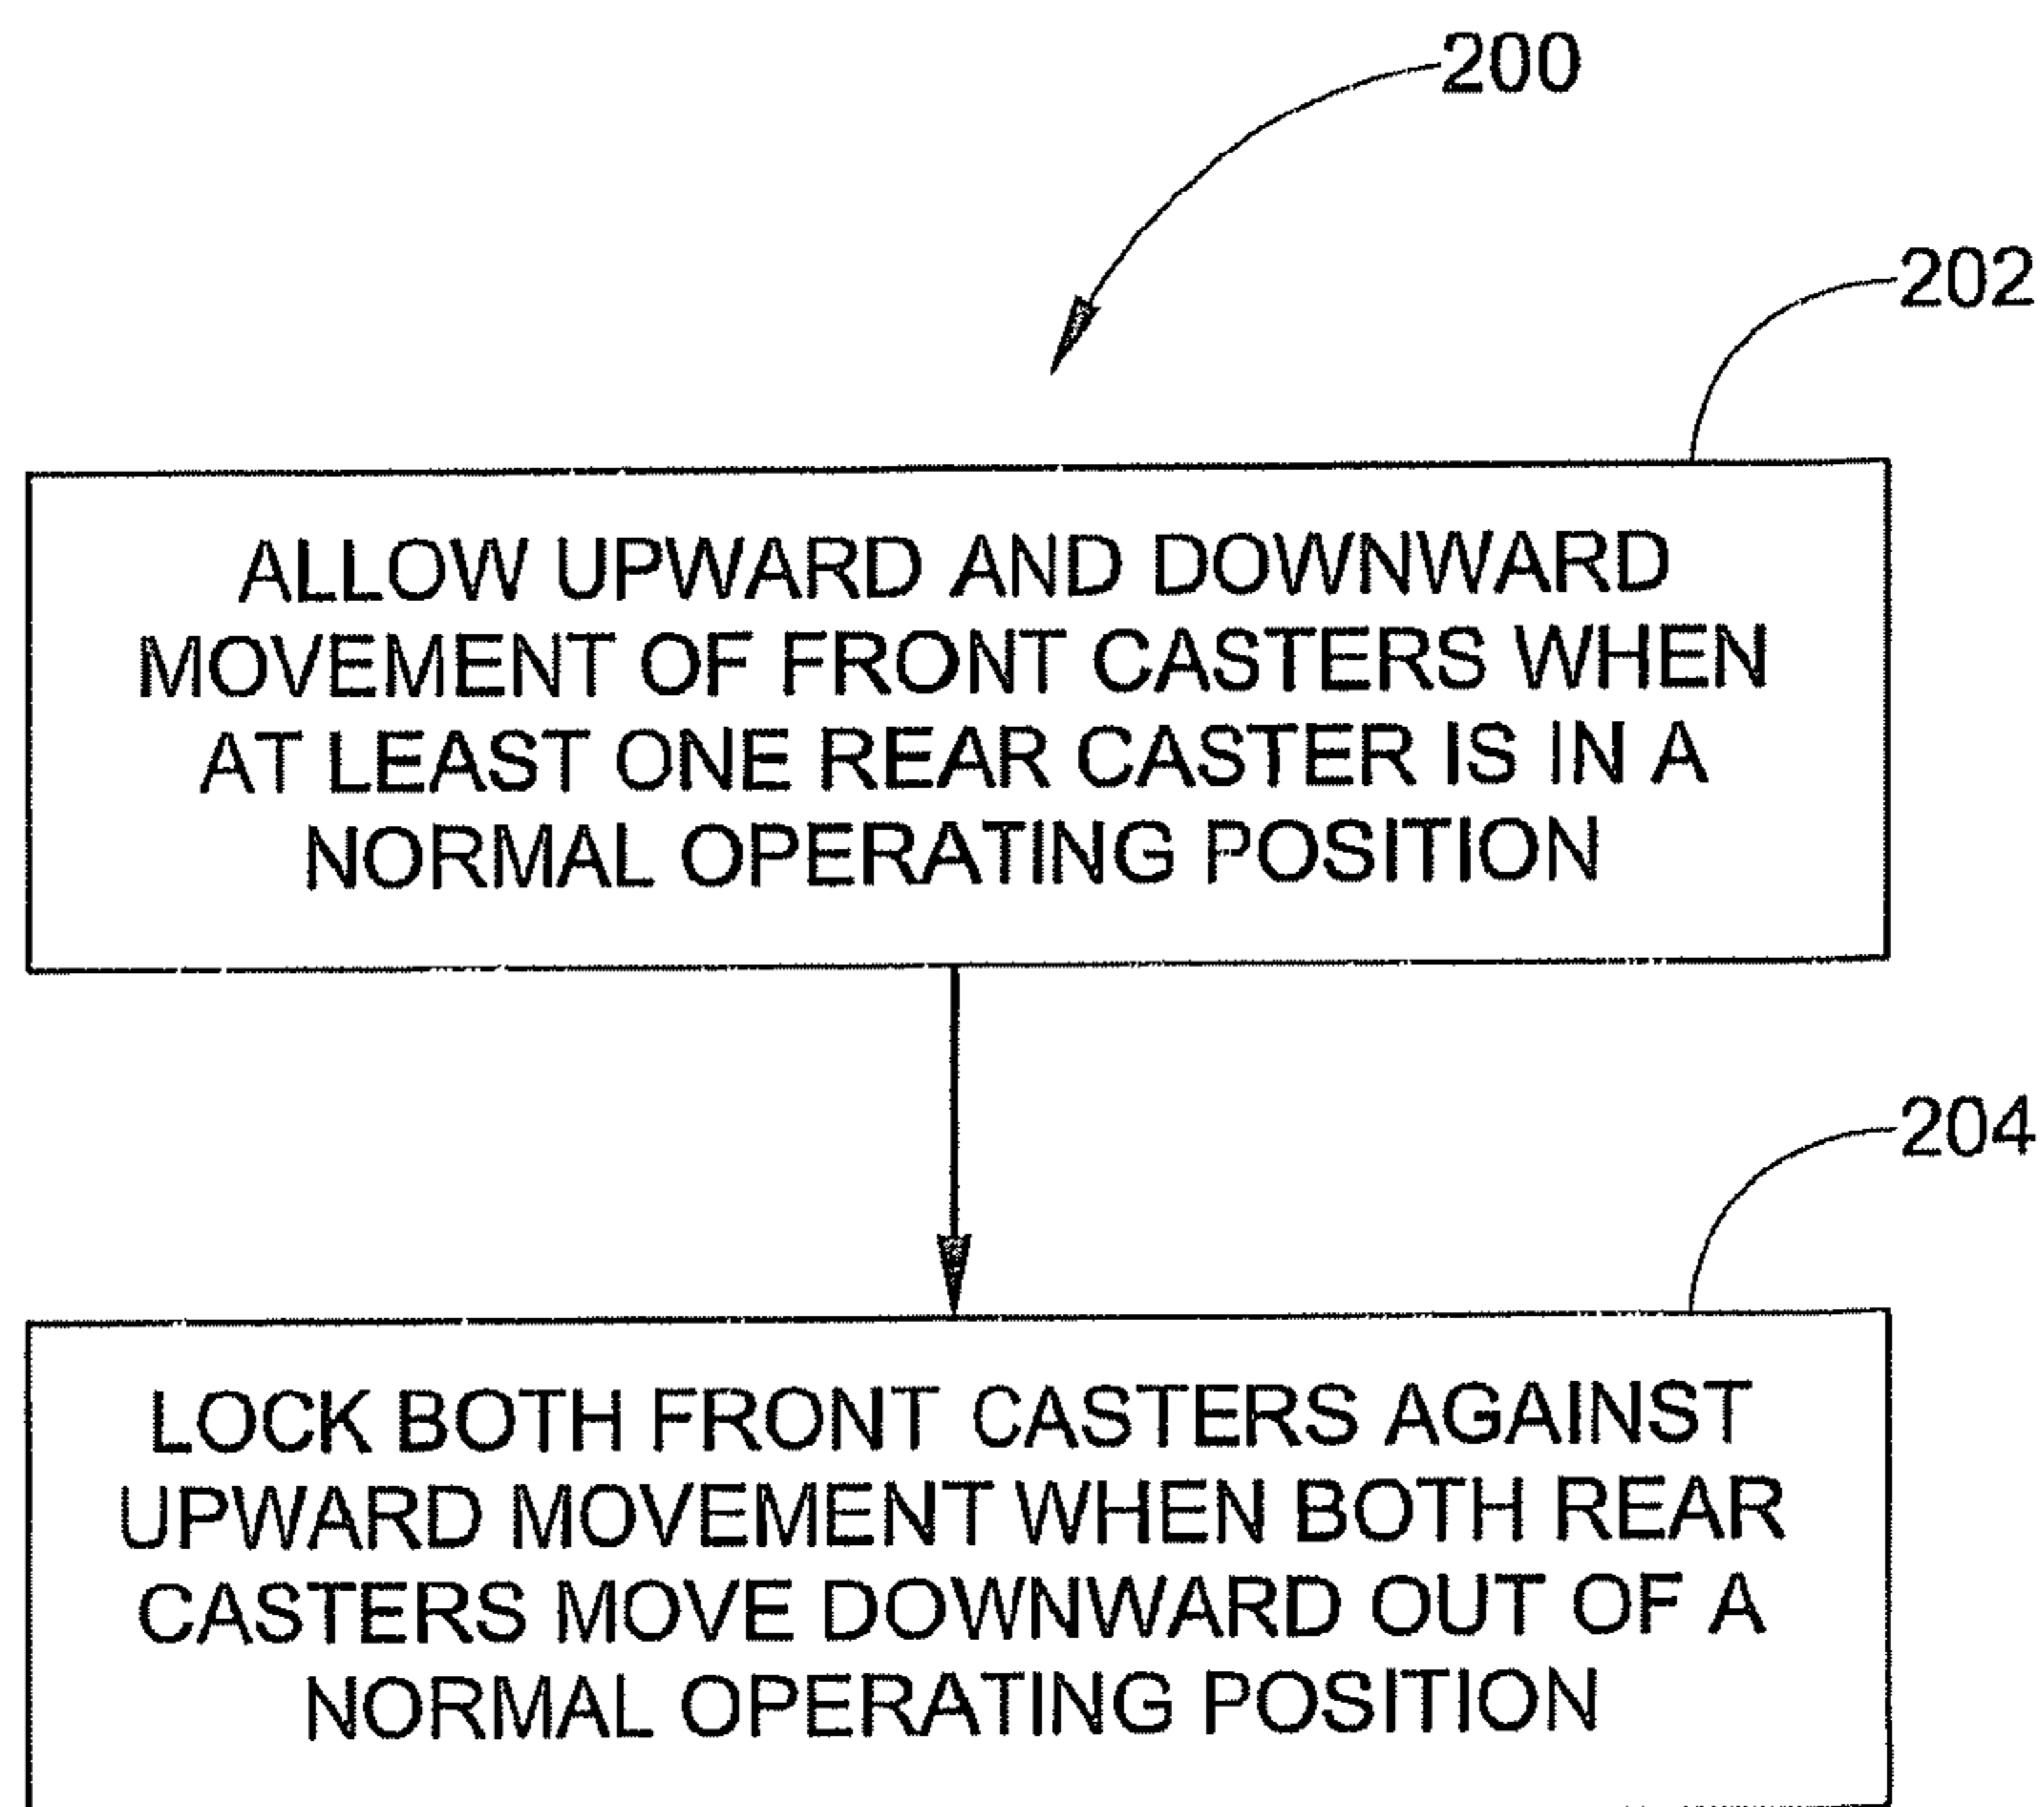 200
202
ALLOW UPWARD AND DOWNWARD
MOVEMENT OF FRONT CASTERS WHEN
AT LEAST ONE REAR CASTER IS IN A
NORMAL OPERATING POSITION
204
LOCK BOTH FRONT CASTERS AGAINST
UPWARD MOVEMENT WHEN BOTH REAR
CASTERS MOVE DOWNWARD OUT OF A
NORMAL OPERATING POSITION